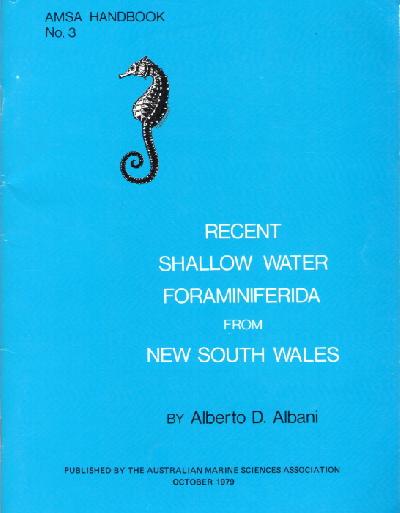 AMSA HANDBOOK
No. 3
RECENT
SHALLOW WATER
FORAMINIFERIDA
FROM
NEW SOUTH WALES
BY Alberto D. Albani
PUBLISHED BY THE AUSTRALIAN MARINE SCIENCES ASSOCIATION
OCTOBER 1979